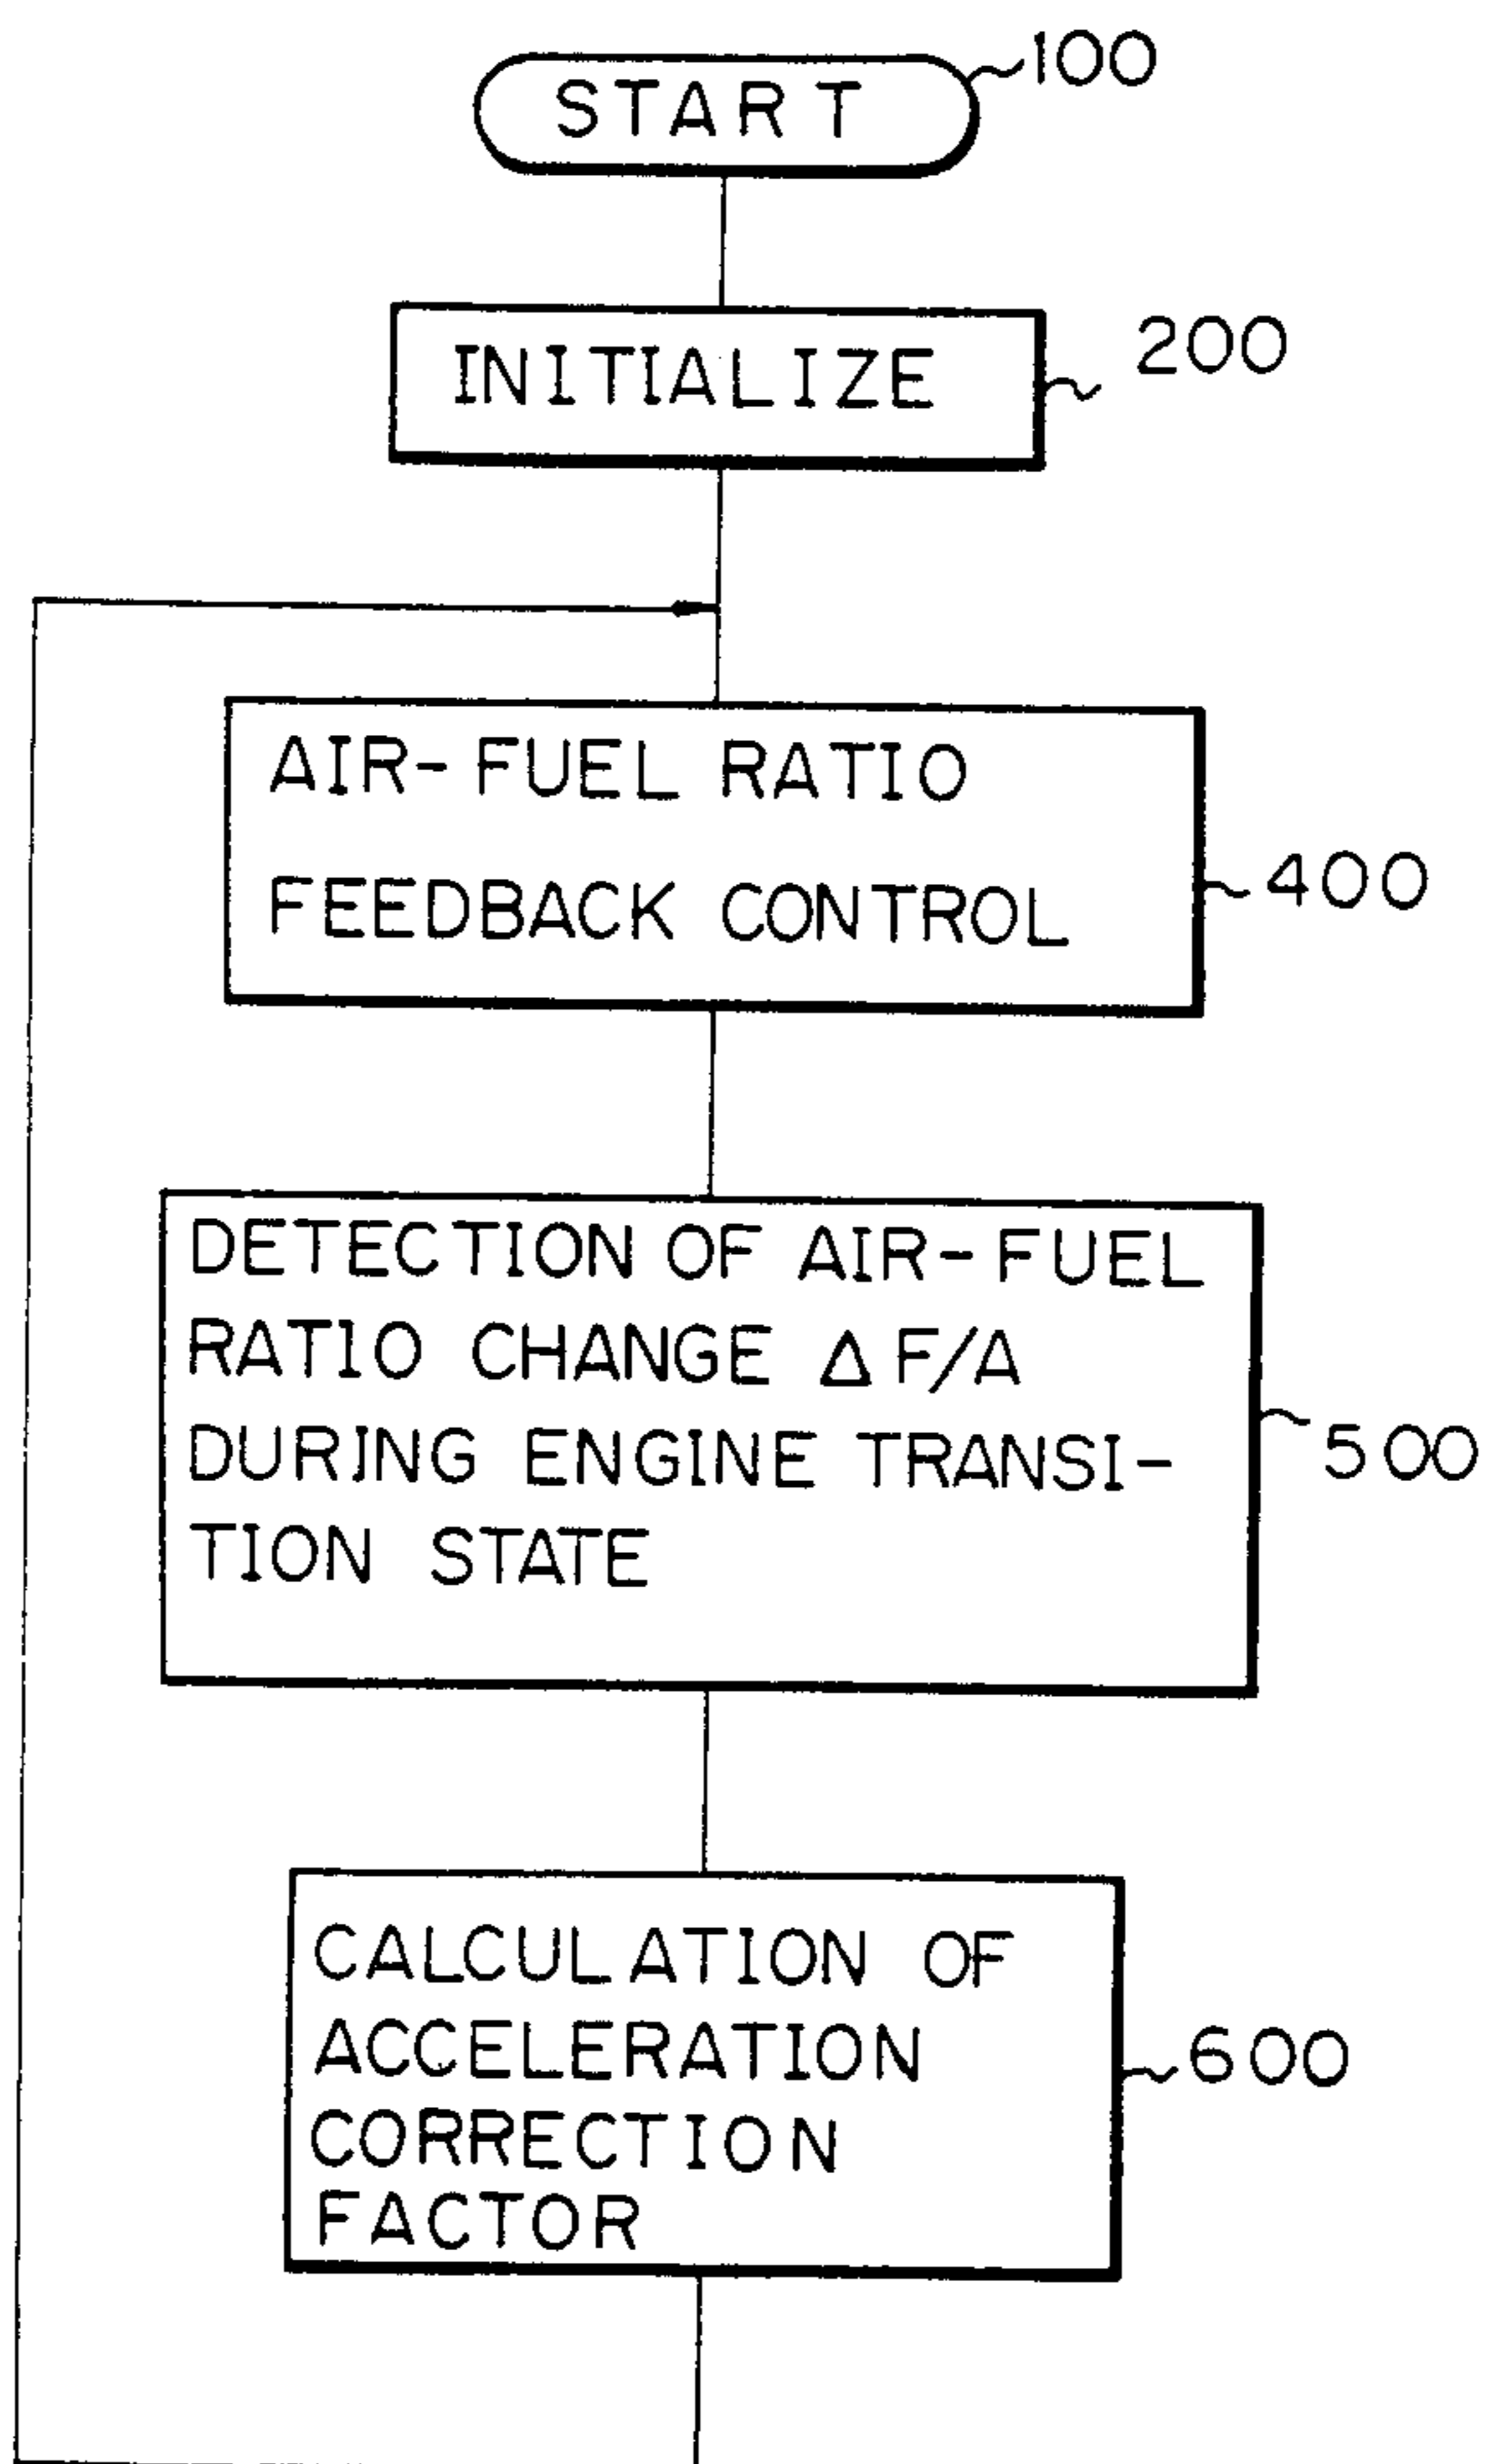 START
100
INITIALIZE
200
AIR-FUEL RATIO
FEEDBACK CONTROL
400
DETECTION OF AIR-FUEL
RATIO CHANGE Δ F/A
DURING ENGINE TRANSI-
TION STATE
500
CALCULATION OF
ACCELERATION
CORRECTION
FACTOR
600